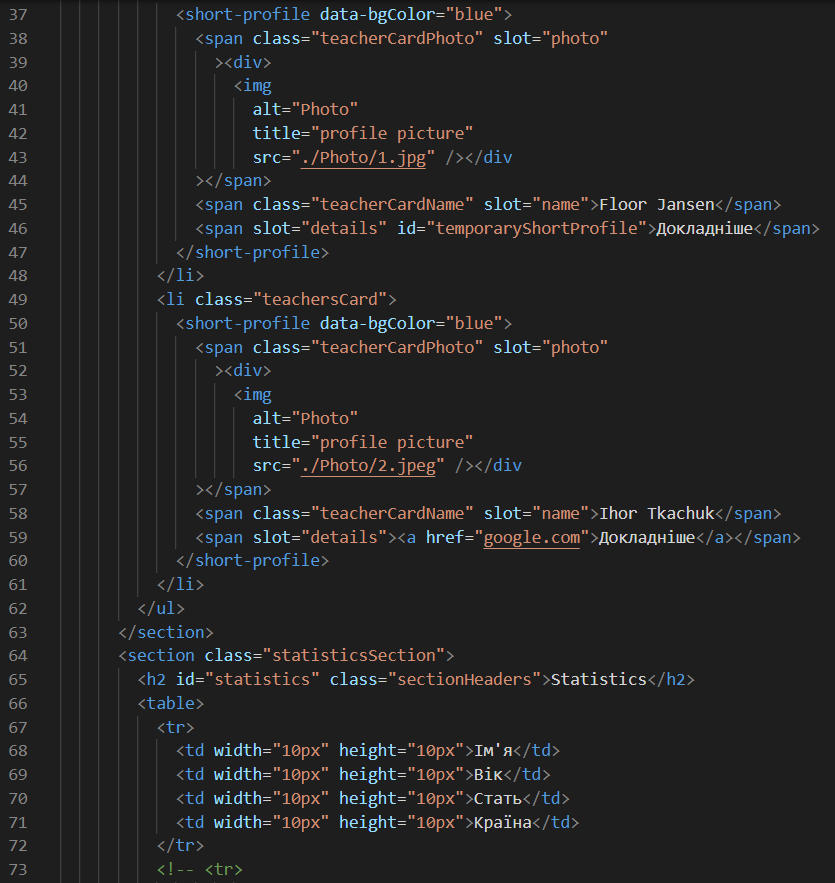 37 <short-profile data-bgColor="blue">
38 <span class="teacherCardPhoto" slot="photo"
39 ><div>
40 <img
41 alt="Photo"
42 title="profile picture"
43 src="./Photo/1.jpg" /></div
44 ></span>
45 <span class="teacherCardName" slot="name">Floor Jansen</span>
46 <span slot="details" id="temporaryShortProfile">Докладніше</span>
47 </short-profile>
48 </li>
49 <li class="teachersCard">
50 <short-profile data-bgColor="blue">
51 <span class="teacherCardPhoto" slot="photo"
52 ><div>
53 <img
54 alt="Photo"
55 title="profile picture"
56 src="./Photo/2.jpeg" /></div
57 ></span>
58 <span class="teacherCardName" slot="name">Ihor Tkachuk</span>
59 <span slot="details"><a href="google.com">Докладніше</a></span>
60 </short-profile>
61 </li>
62 </ul>
63 </section>
64 <section class="statisticsSection">
65 <h2 id="statistics" class="sectionHeaders">Statistics</h2>
66 <table>
67 <tr>
68 <td width="10px" height="10px">Ім'я</td>
69 <td width="10px" height="10px">Вік</td>
70 <td width="10px" height="10px">Стать</td>
71 <td width="10px" height="10px">Країна</td>
72 </tr>
73 <!-- <tr>